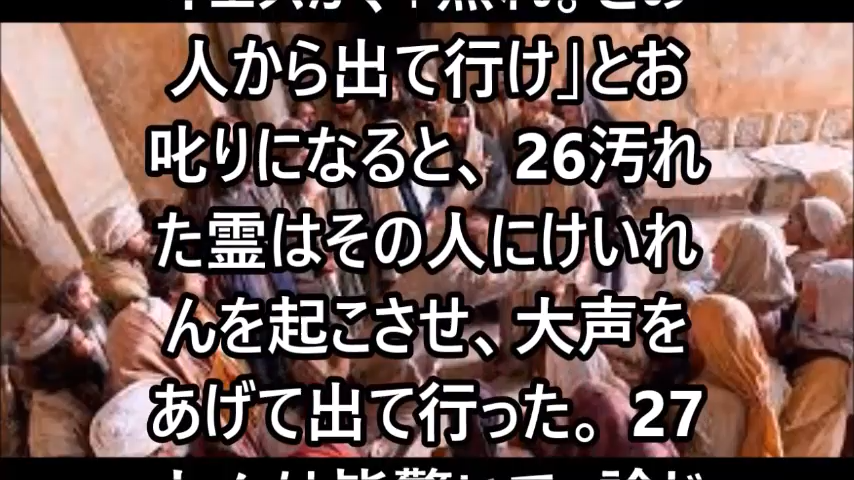 人から出て行け」とお
叱りになると、26汚れ
た霊はその人にけいれ
んを起こさせ、大声を
あげて出て行った。27